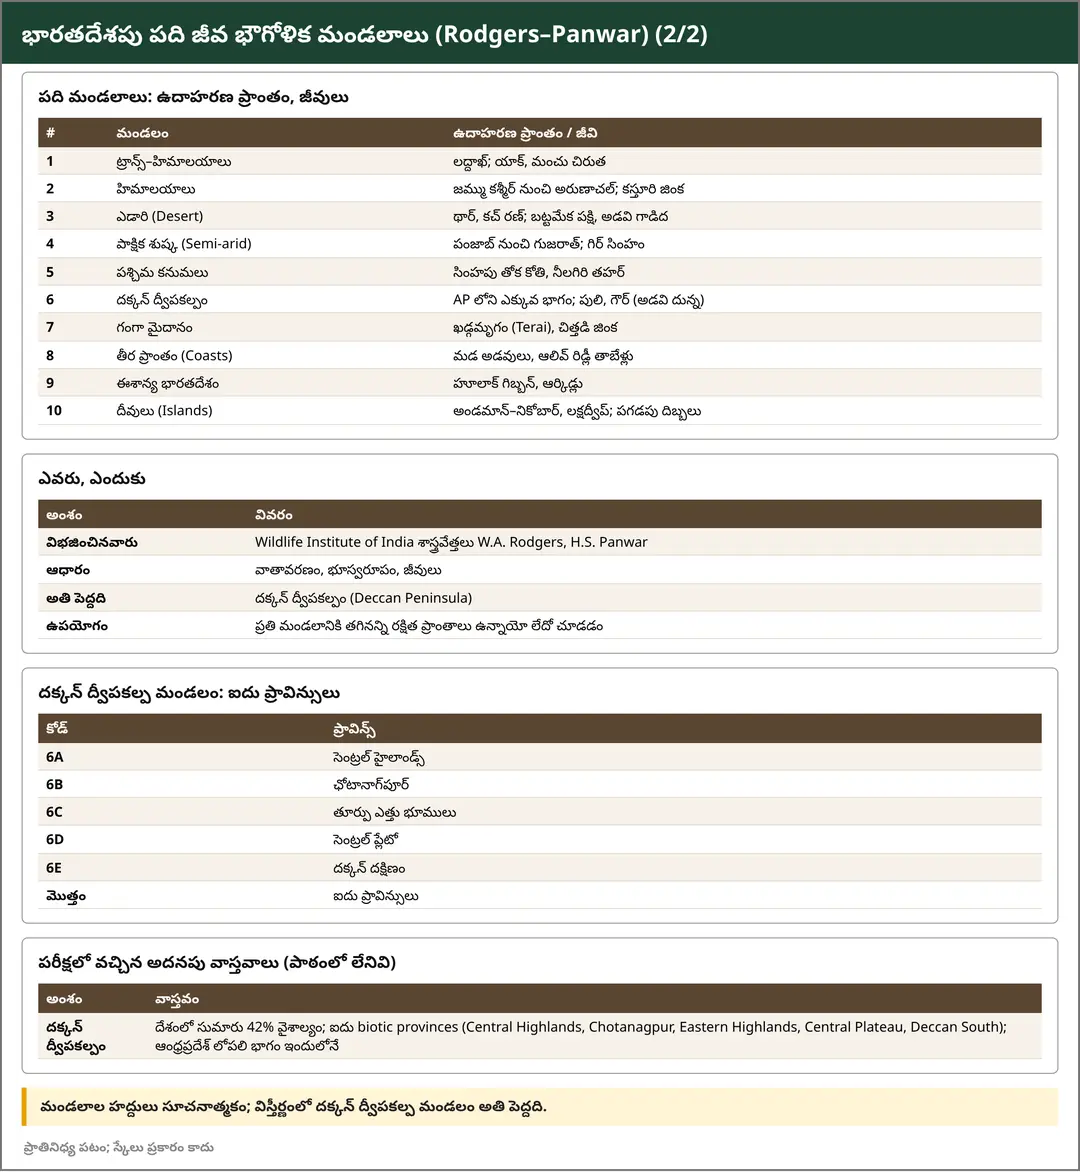 భారతదేశపు పది జీవ భౌగోళిక మండలాలు (Rodgers–Panwar) (2/2)
పది మండలాలు: ఉదాహరణ ప్రాంతం, జీవులు
# మండలం ఉదాహరణ ప్రాంతం / జీవి
1 ట్రాన్స్–హిమాలయాలు లద్దాఖ్; యాక్, మంచు చిరుత
2 హిమాలయాలు జమ్ము కశ్మీర్ నుంచి అరుణాచల్; కస్తూరి జింక
3 ఎడారి (Desert) థార్, కచ్ రణ్; బట్టమేక పక్షి, అడవి గాడిద
4 పాక్షిక శుష్క (Semi-arid) పంజాబ్ నుంచి గుజరాత్; గిర్ సింహం
5 పశ్చిమ కనుమలు సింహపు తోక కోతి, నీలగిరి తహర్
6 దక్కన్ ద్వీపకల్పం AP లోని ఎక్కువ భాగం; పులి, గౌర్ (అడవి దున్న)
7 గంగా మైదానం ఖడ్గమృగం (Terai), చిత్తడి జింక
8 తీర ప్రాంతం (Coasts) మడ అడవులు, ఆలివ్ రిడ్లీ తాబేళ్లు
9 ఈశాన్య భారతదేశం హూలాక్ గిబ్బన్, ఆర్కిడ్లు
10 దీవులు (Islands) అండమాన్–నికోబార్, లక్షద్వీప్; పగడపు దిబ్బలు
ఎవరు, ఎందుకు
అంశం వివరం
విభజించినవారు Wildlife Institute of India శాస్త్రవేత్తలు W.A. Rodgers, H.S. Panwar
ఆధారం వాతావరణం, భూస్వరూపం, జీవులు
అతి పెద్దది దక్కన్ ద్వీపకల్పం (Deccan Peninsula)
ఉపయోగం ప్రతి మండలానికి తగినన్ని రక్షిత ప్రాంతాలు ఉన్నాయో లేదో చూడడం
దక్కన్ ద్వీపకల్ప మండలం: ఐదు ప్రావిన్సులు
కోడ్ ప్రావిన్స్
6A సెంట్రల్ హైలాండ్స్
6B ఛోటానాగ్‌పూర్
6C తూర్పు ఎత్తు భూములు
6D సెంట్రల్ ప్లేటో
6E దక్కన్ దక్షిణం
మొత్తం ఐదు ప్రావిన్సులు
పరీక్షలో వచ్చిన అదనపు వాస్తవాలు (పాఠంలో లేనివి)
అంశం వాస్తవం
దక్కన్ ద్వీపకల్పం దేశంలో సుమారు 42% వైశాల్యం; ఐదు biotic provinces (Central Highlands, Chotanagpur, Eastern Highlands, Central Plateau, Deccan South);
ఆంధ్రప్రదేశ్ లోపలి భాగం ఇందులోనే
మండలాల హద్దులు సూచనాత్మకం; విస్తీర్ణంలో దక్కన్ ద్వీపకల్ప మండలం అతి పెద్దది.
ప్రాతినిధ్య పటం; స్కేలు ప్రకారం కాదు